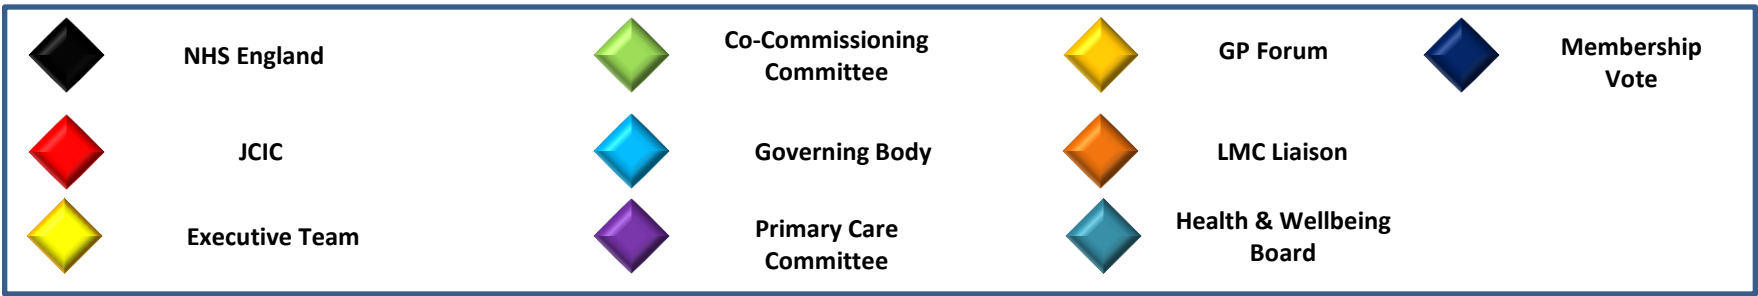 NHS England
Co-Commissioning
Committee
GP Forum
Membership
Vote
JCIC
Governing Body
LMC Liaison
Executive Team
Primary Care
Committee
Health & Wellbeing
Board